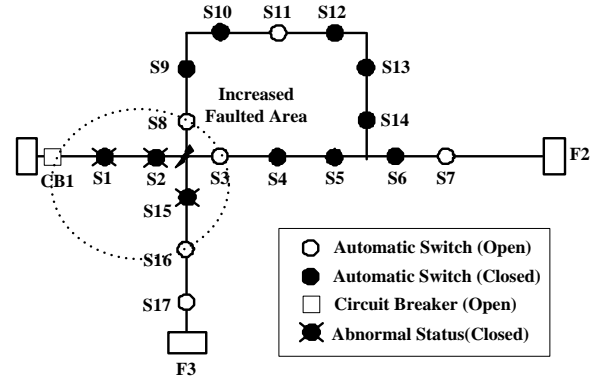 S10
S11
S12
S9
S13
Increased
Faulted Area
S8
S14
CB1
S1
S2
S3
S4
S5
S6
S7
F2
S15
S16
S17
F3
Automatic Switch (Open)
Automatic Switch (Closed)
Circuit Breaker (Open)
Abnormal Status(Closed)